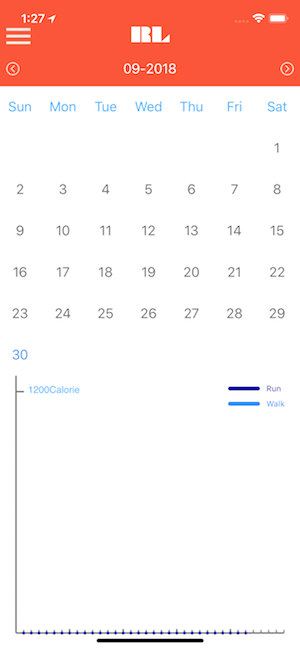 1:27
RL
09-2018
Sun Mon Tue Wed Thu Fri Sat
1
2 3 4 5 6 7 8
9 10 11 12 13 14 15
16 17 18 19 20 21 22
23 24 25 26 27 28 29
30
1200Calorie
Run
Walk